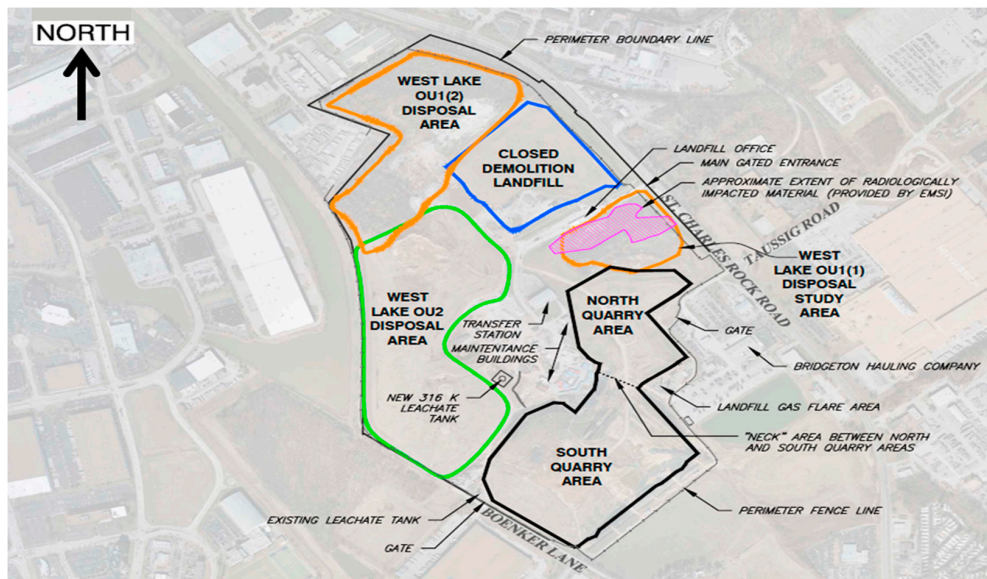 NORTH
PERIMETER BOUNDARY LINE
WEST LAKE
OU1(2)
DISPOSAL
AREA
CLOSED
DEMOLITION
LANDFILL
LANDFILL OFFICE
MAIN GATED ENTRANCE
APPROXIMATE EXTENT OF RADIOLOGICALLY
IMPACTED MATERIAL (PROVIDED BY EMSI)
ST. CHARLES ROCK ROAD
TAUSSIG ROAD
WEST
LAKE OU1(1)
DISPOSAL
STUDY
AREA
WEST
LAKE OU2
DISPOSAL
AREA
NORTH
QUARRY
AREA
TRANSFER
STATION
MAINTENTANCE
BUILDINGS
GATE
BRIDGETON HAULING COMPANY
NEW 316 K
LEACHATE
TANK
LANDFILL GAS FLARE AREA
"NECK" AREA BETWEEN NORTH
AND SOUTH QUARRY AREAS
SOUTH
QUARRY
AREA
EXISTING LEACHATE TANK
GATE
BOENKER LANE
PERIMETER FENCE LINE